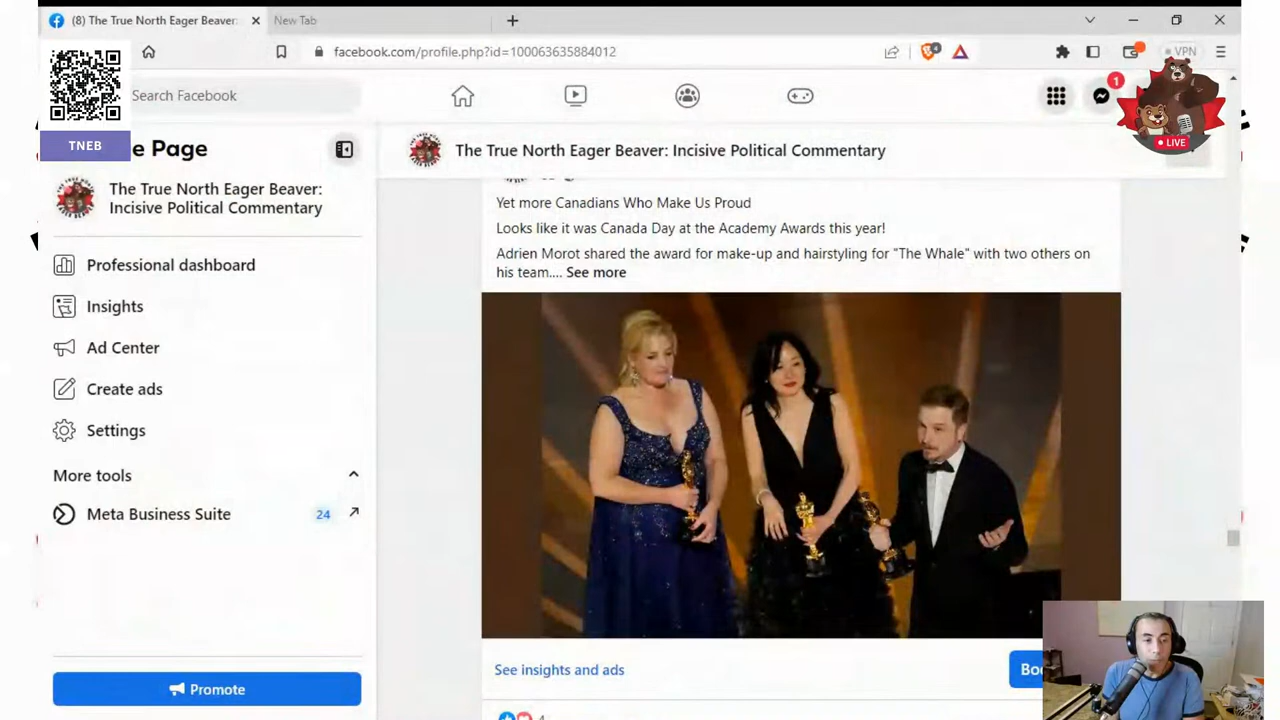 (8) The True North Eager Beaver:
New Tab
facebook.com/profile.php?id=100063635884012
4
VPN
TNEB
Search Facebook
1
LIVE
e Page
The True North Eager Beaver: Incisive Political Commentary
The True North Eager Beaver:
Incisive Political Commentary
Professional dashboard
Insights
Ad Center
Create ads
Settings
More tools
Meta Business Suite
24
Promote
Yet more Canadians Who Make Us Proud
Looks like it was Canada Day at the Academy Awards this year!
Adrien Morot shared the award for make-up and hairstyling for "The Whale" with two others on
his team.... See more
See insights and ads
Boo
4